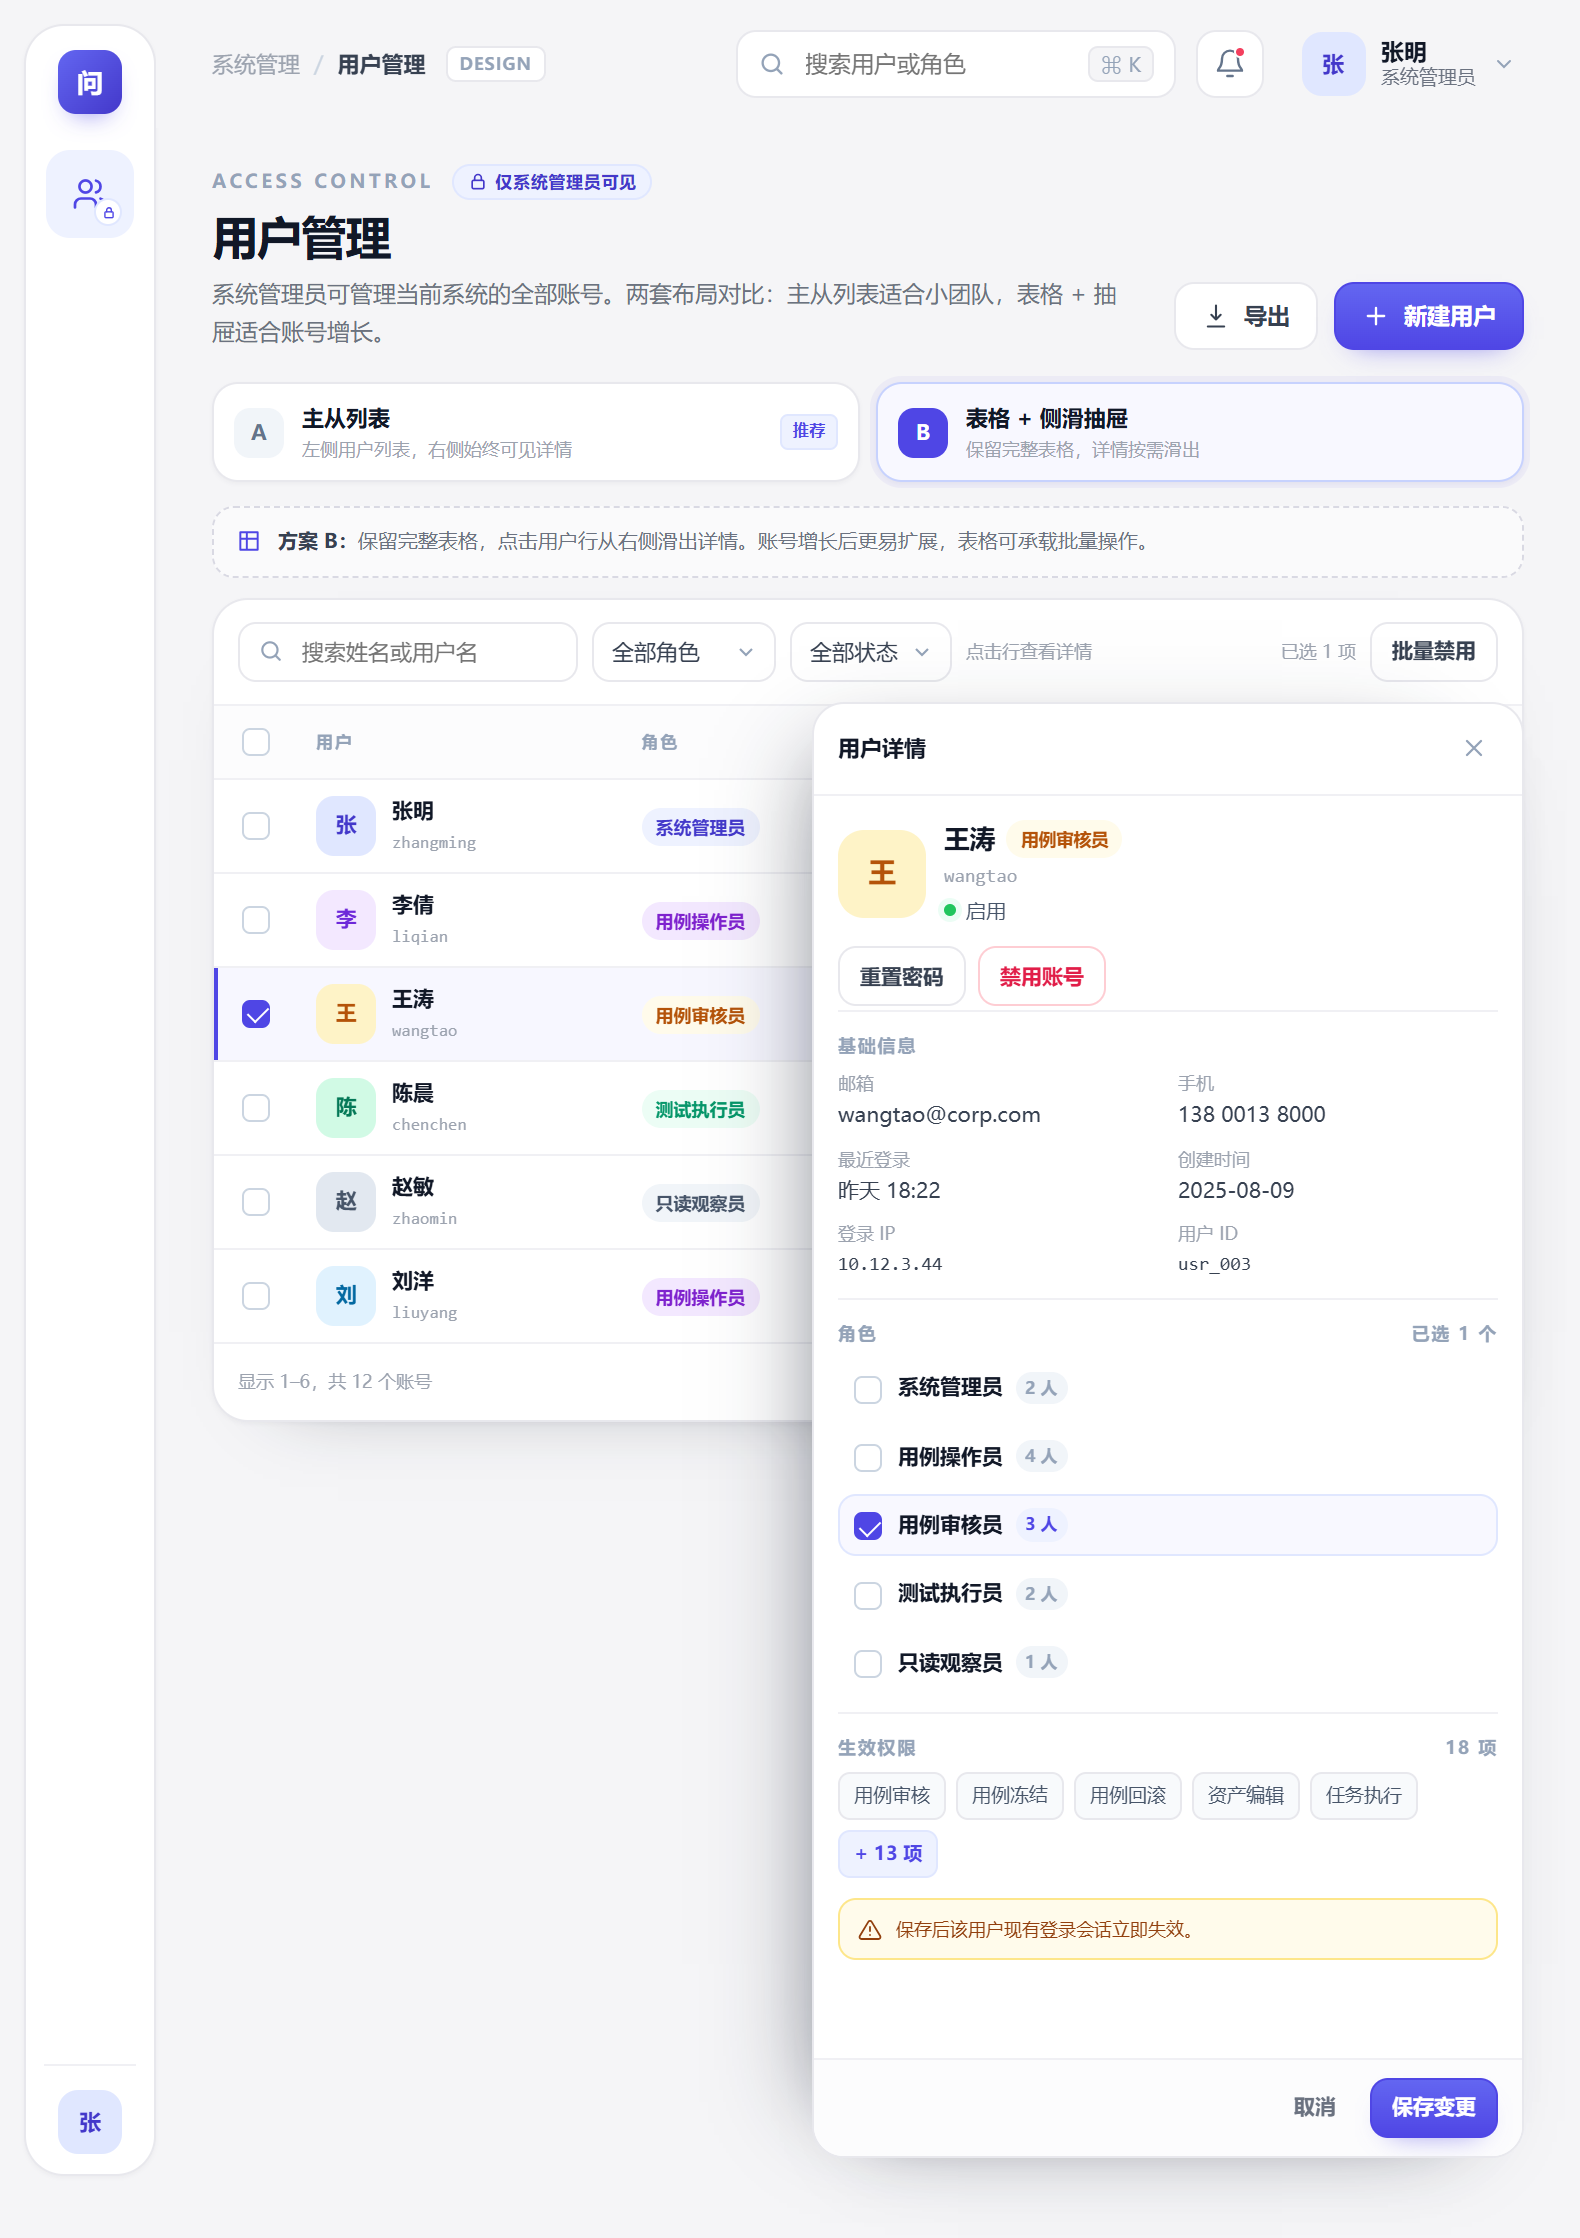 问
系统管理 / 用户管理 DESIGN
搜索用户或角色 ⌘ K
张 张明
系统管理员
ACCESS CONTROL 仅系统管理员可见
用户管理
系统管理员可管理当前系统的全部账号。两套布局对比：主从列表适合小团队，表格 + 抽
屉适合账号增长。
导出
新建用户
A 主从列表
左侧用户列表，右侧始终可见详情
推荐
B 表格 + 侧滑抽屉
保留完整表格，详情按需滑出
方案 B：保留完整表格，点击用户行从右侧滑出详情。账号增长后更易扩展，表格可承载批量操作。
搜索姓名或用户名 全部角色 全部状态 点击行查看详情 已选 1 项 批量禁用
用户 角色
张 张明 系统管理员
zhangming
李 李倩 用例操作员
liqian
王 王涛 用例审核员
wangtao
陈 陈晨 测试执行员
chenchen
赵 赵敏 只读观察员
zhaomin
刘 刘洋 用例操作员
liuyang
显示 1–6，共 12 个账号
用户详情
王 王涛 用例审核员
wangtao
启用
重置密码 禁用账号
基础信息
邮箱 手机
wangtao@corp.com 138 0013 8000
最近登录 创建时间
昨天 18:22 2025-08-09
登录 IP 用户 ID
10.12.3.44 usr_003
角色 已选 1 个
系统管理员 2 人
用例操作员 4 人
用例审核员 3 人
测试执行员 2 人
只读观察员 1 人
生效权限 18 项
用例审核 用例冻结 用例回滚 资产编辑 任务执行
+ 13 项
保存后该用户现有登录会话立即失效。
取消 保存变更
张